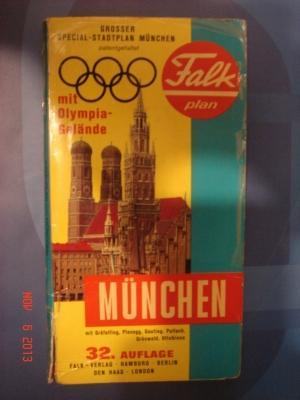 GROSSER
SPECIAL-STADTPLAN MÜNCHEN
patentgefaltet
Falk
plan
mit
Olympia-
Gelände
MÜNCHEN
mit Gräfelfing, Planegg, Gauting, Pullach,
Grünwald, Ottobrunn
32. AUFLAGE
FALK - VERLAG · HAMBURG · BERLIN
DEN HAAG · LONDON
NOV 6 2013